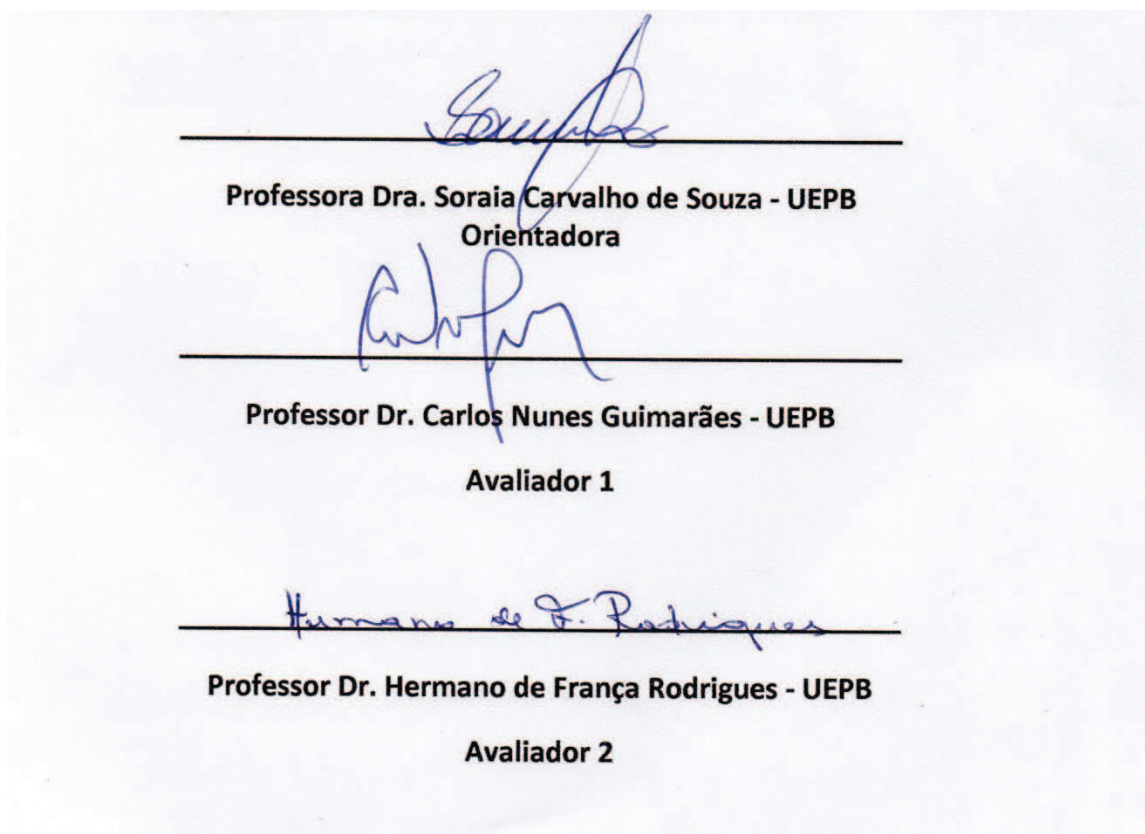 Professora Dra. Soraia Carvalho de Souza - UEPB
Orientadora
Professor Dr. Carlos Nunes Guimarães - UEPB
Avaliador 1
Hermano de F. Rodrigues
Professor Dr. Hermano de França Rodrigues - UEPB
Avaliador 2